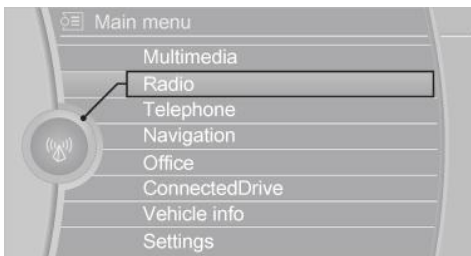 Main menu
Multimedia
Radio
Telephone
Navigation
Office
ConnectedDrive
Vehicle info
Settings